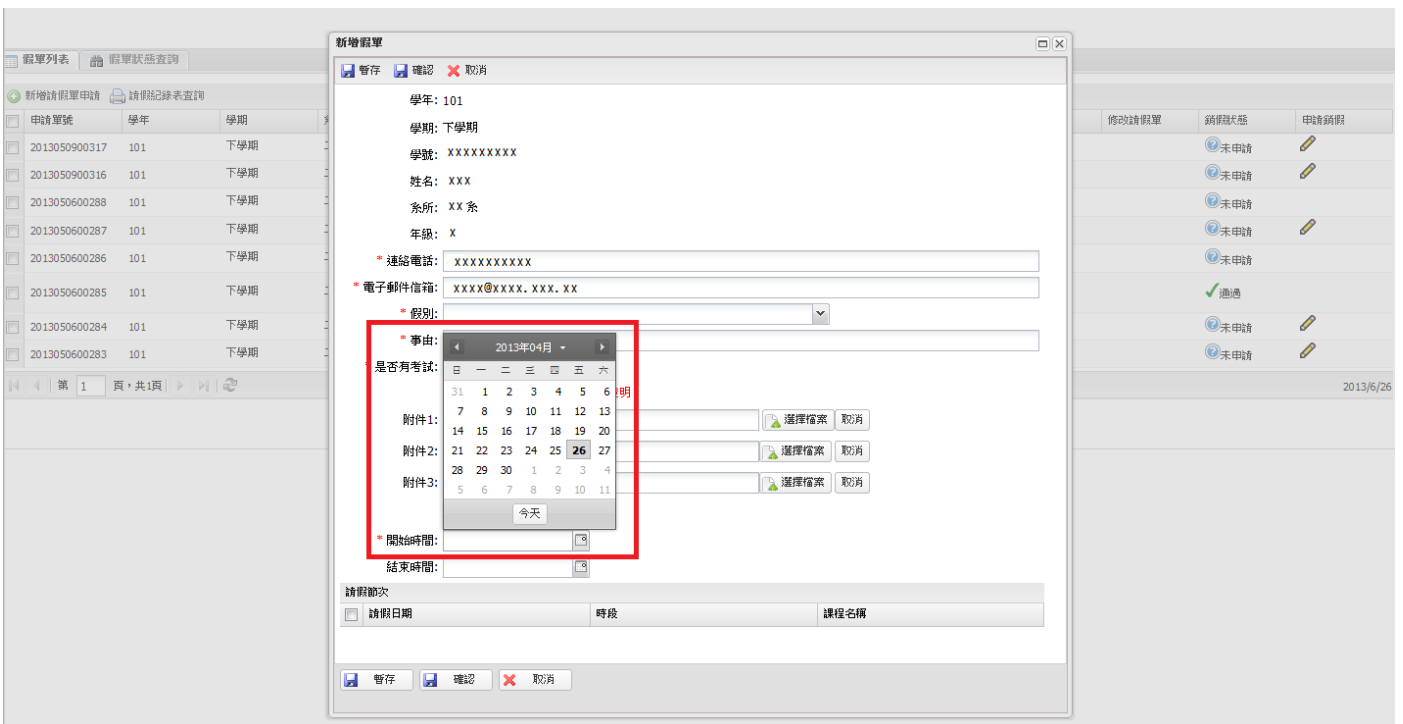 新增假單
假單列表 假單狀態查詢
暫存 確認 取消
新增請假單申請 請假紀錄表查詢
申請單號 學年 學期 修改請假單 銷假狀態 申請銷假
2013050900317 101 下學期 未申請
2013050900316 101 下學期 未申請
2013050600288 101 下學期 未申請
2013050600287 101 下學期 未申請
2013050600286 101 下學期 未申請
2013050600285 101 下學期 通過
2013050600284 101 下學期 未申請
2013050600283 101 下學期 未申請
第 1 頁,共1頁
2013/6/26
學年: 101
學期: 下學期
學號: XXXXXXXXX
姓名: XXX
系所: XX 系
年級: X
* 連絡電話: XXXXXXXXXX
* 電子郵件信箱: XXXX@XXXX.XXX.XX
* 假別:
* 事由:
是否有考試:
明
附件1: 選擇檔案 取消
附件2: 選擇檔案 取消
附件3: 選擇檔案 取消
2013年04月
日 一 二 三 四 五 六
31 1 2 3 4 5 6
7 8 9 10 11 12 13
14 15 16 17 18 19 20
21 22 23 24 25 26 27
28 29 30 1 2 3 4
5 6 7 8 9 10 11
今天
* 開始時間:
結束時間:
請假節次
請假日期 時段 課程名稱
暫存 確認 取消